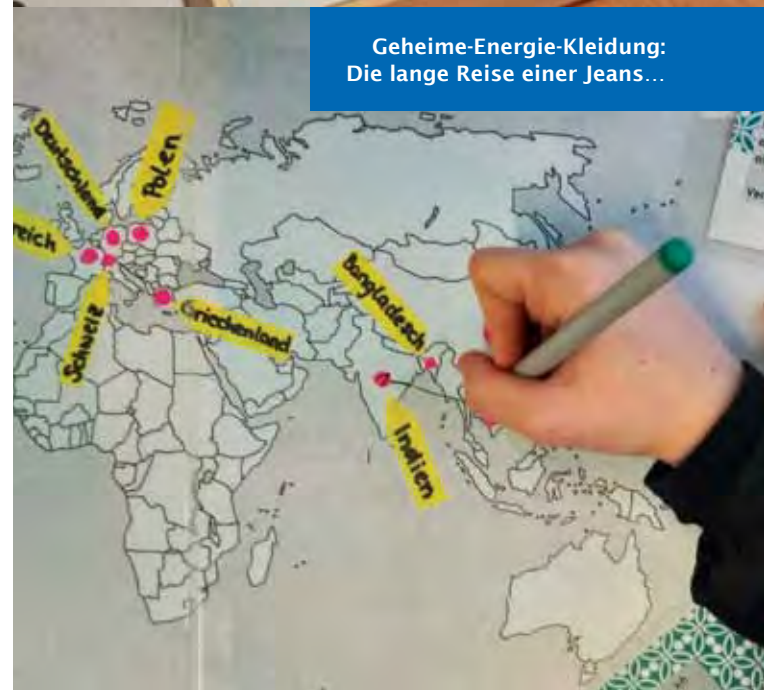 Geheime-Energie-Kleidung:
Die lange Reise einer Jeans…
Deutschland
Polen
reich
Schweiz
Griechenland
Bangladesch
Indien